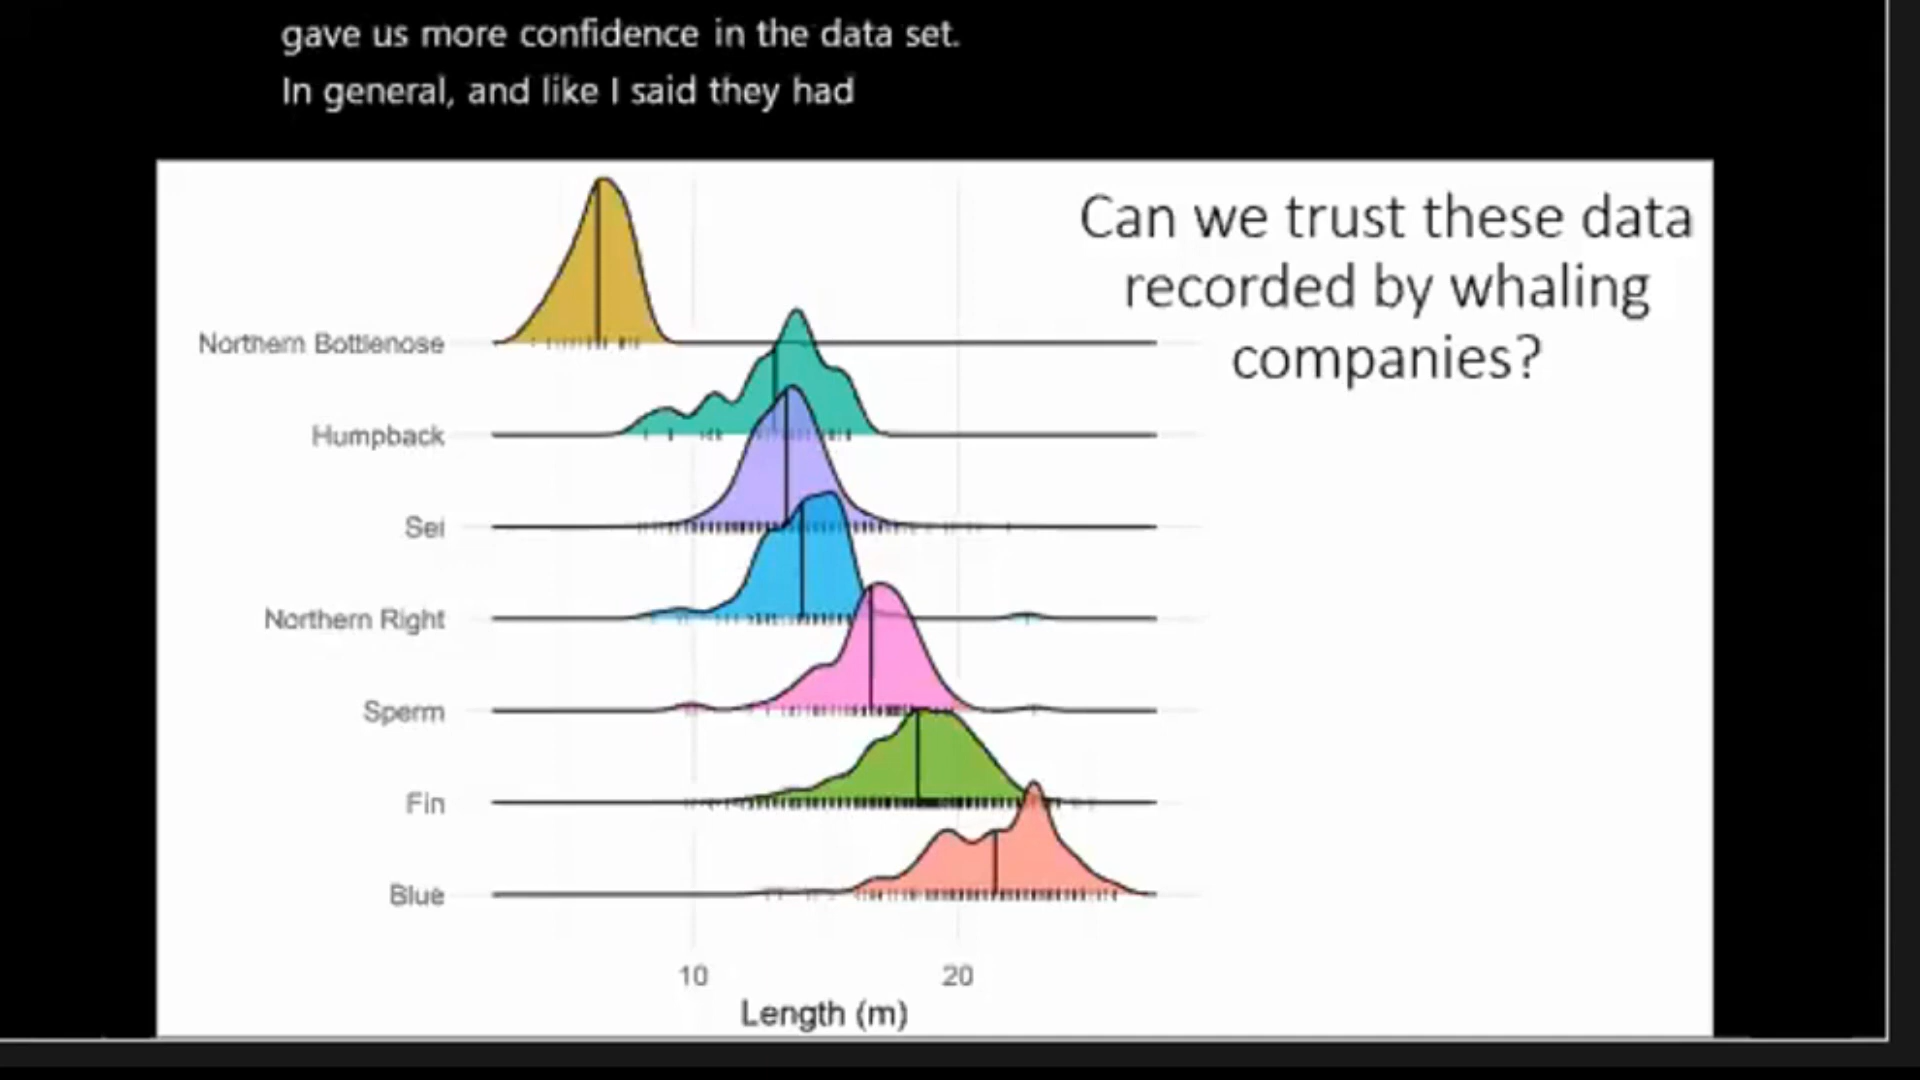 gave us more confidence in the data set.
In general, and like I said they had
Can we trust these data
recorded by whaling
companies?
Northern Bottlenose
Humpback
Sei
Northern Right
Sperm
Fin
Blue
10 20
Length (m)